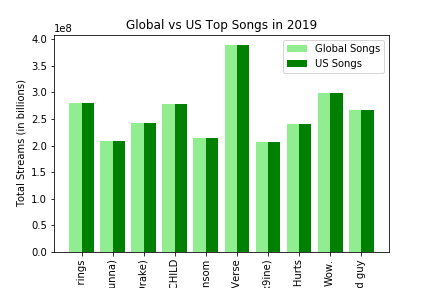 Global vs US Top Songs in 2019
1e8
4.0
3.5
3.0
2.5
2.0
1.5
1.0
0.5
0.0
Total Streams (in billions)
Global Songs
US Songs
rings
unna)
Drake)
CHILD
nsom
Verse
9ine)
Hurts
Wow.
d guy